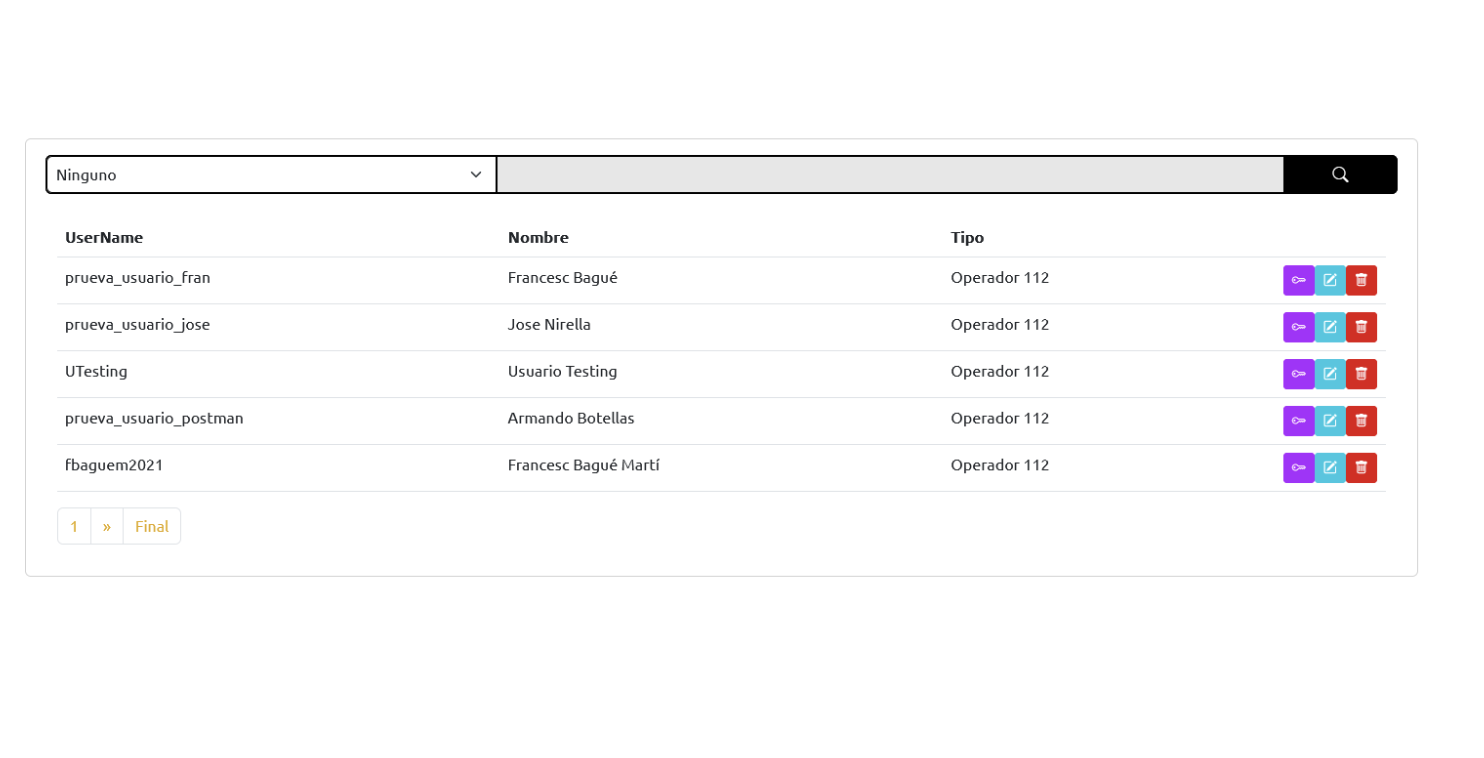 Ninguno
UserName Nombre Tipo
prueva_usuario_fran Francesc Bagué Operador 112
prueva_usuario_jose Jose Nirella Operador 112
UTesting Usuario Testing Operador 112
prueva_usuario_postman Armando Botellas Operador 112
fbaguem2021 Francesc Bagué Martí Operador 112
1 » Final